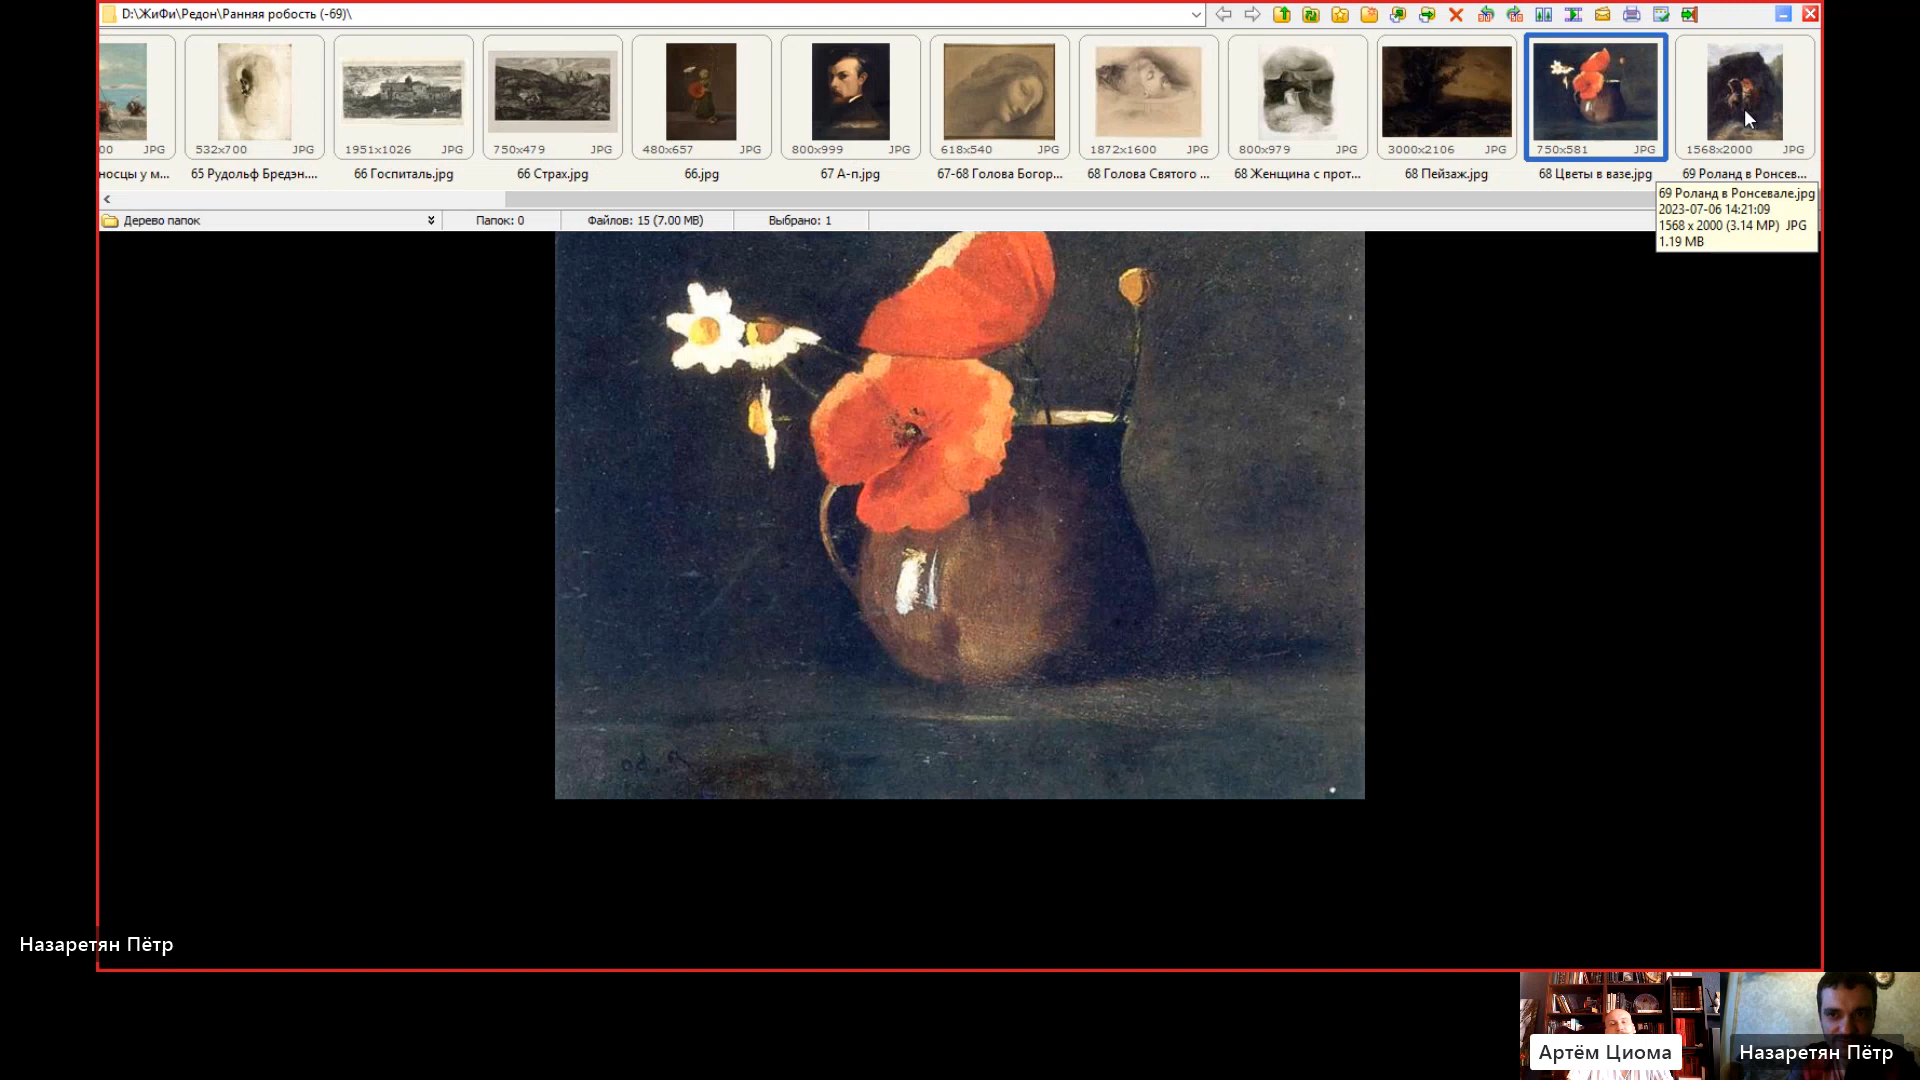 D:\ЖиФи\Редон\Ранняя робость (-69)\
00 JPG
532x700 JPG
1951x1026 JPG
750x479 JPG
480x657 JPG
800x999 JPG
618x540 JPG
1872x1600 JPG
800x979 JPG
3000x2106 JPG
750x581 JPG
1568x2000 JPG
носцы у м...
65 Рудольф Бредэн....
66 Госпиталь.jpg
66 Страх.jpg
66.jpg
67 А-п.jpg
67-68 Голова Богор...
68 Голова Святого ...
68 Женщина с прот...
68 Пейзаж.jpg
68 Цветы в вазе.jpg
69 Роланд в Ронсев...
69 Роланд в Ронсевале.jpg
2023-07-06 14:21:09
1568 x 2000 (3.14 MP) JPG
1.19 MB
Дерево папок
Папок: 0
Файлов: 15 (7.00 MB)
Выбрано: 1
Назаретян Пётр
Артём Циома
Назаретян Пётр